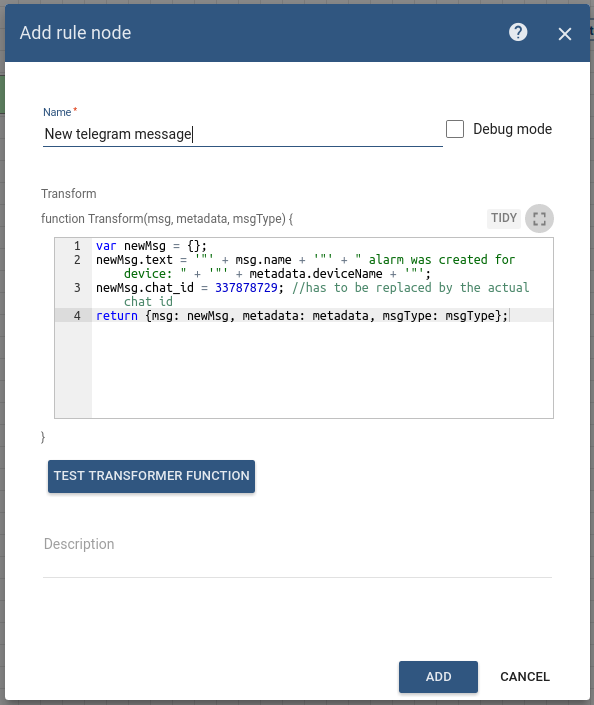 Add rule node
?
Name *
New telegram message
Debug mode
Transform
function Transform(msg, metadata, msgType) {
TIDY
1 var newMsg = {};
2 newMsg.text = '"' + msg.name + '"' + " alarm was created for
device: " + '"' + metadata.deviceName + '"';
3 newMsg.chat_id = 337878729; //has to be replaced by the actual
chat id
4 return {msg: newMsg, metadata: metadata, msgType: msgType};
}
TEST TRANSFORMER FUNCTION
Description
ADD
CANCEL